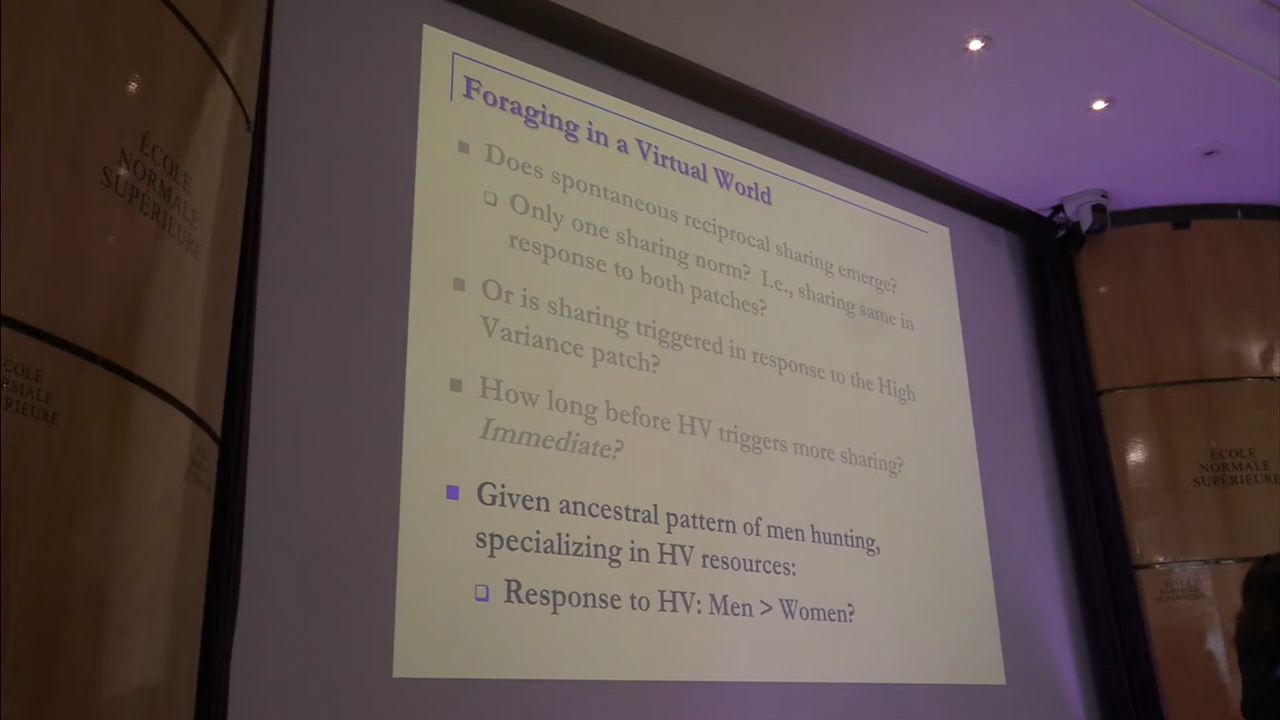 ÉCOLE
NORMALE
SUPÉRIEURE
Foraging in a Virtual World
Does spontaneous reciprocal sharing emerge?
Only one sharing norm? I.e., sharing same in
response to both patches?
Or is sharing triggered in response to the High
Variance patch?
How long before HV triggers more sharing?
Immediate?
Given ancestral pattern of men hunting,
specializing in HV resources:
Response to HV: Men > Women?
ÉCOLE
NORMALE
SUPÉRIEURE